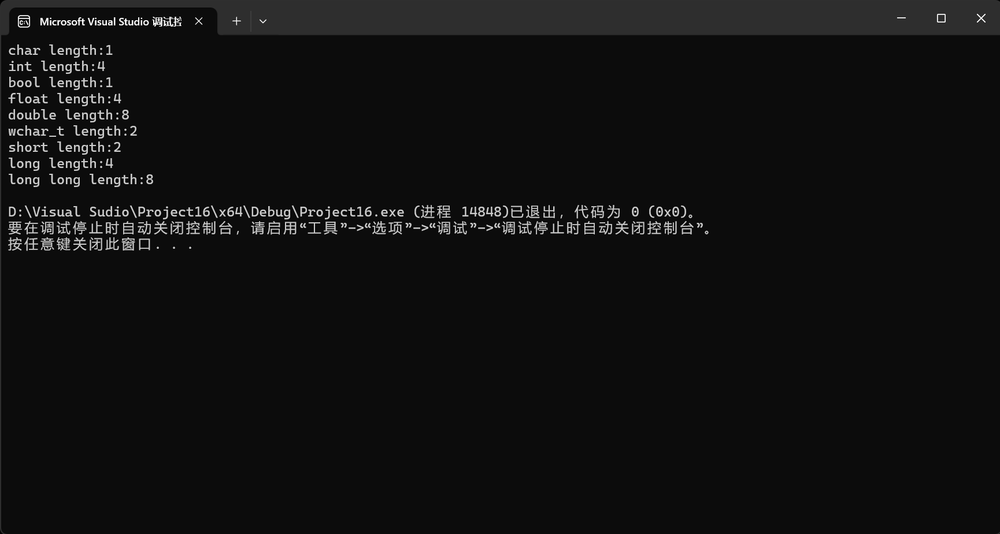 Microsoft Visual Studio 调试控
char length:1
int length:4
bool length:1
float length:4
double length:8
wchar_t length:2
short length:2
long length:4
long long length:8
D:\Visual Sudio\Project16\x64\Debug\Project16.exe (进程 14848)已退出，代码为 0 (0x0)。
要在调试停止时自动关闭控制台，请启用“工具”->“选项”->“调试”->“调试停止时自动关闭控制台”。
按任意键关闭此窗口. . .